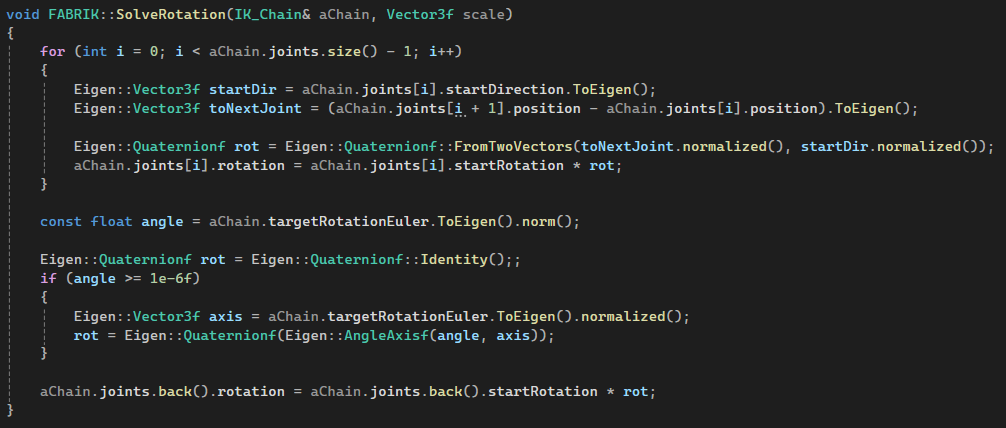 void FABRIK::SolveRotation(IK_Chain& aChain, Vector3f scale)
{
for (int i = 0; i < aChain.joints.size() - 1; i++)
{
Eigen::Vector3f startDir = aChain.joints[i].startDirection.ToEigen();
Eigen::Vector3f toNextJoint = (aChain.joints[i + 1].position - aChain.joints[i].position).ToEigen();
Eigen::Quaternionf rot = Eigen::Quaternionf::FromTwoVectors(toNextJoint.normalized(), startDir.normalized());
aChain.joints[i].rotation = aChain.joints[i].startRotation * rot;
}
const float angle = aChain.targetRotationEuler.ToEigen().norm();
Eigen::Quaternionf rot = Eigen::Quaternionf::Identity();;
if (angle >= 1e-6f)
{
Eigen::Vector3f axis = aChain.targetRotationEuler.ToEigen().normalized();
rot = Eigen::Quaternionf(Eigen::AngleAxisf(angle, axis));
}
aChain.joints.back().rotation = aChain.joints.back().startRotation * rot;
}